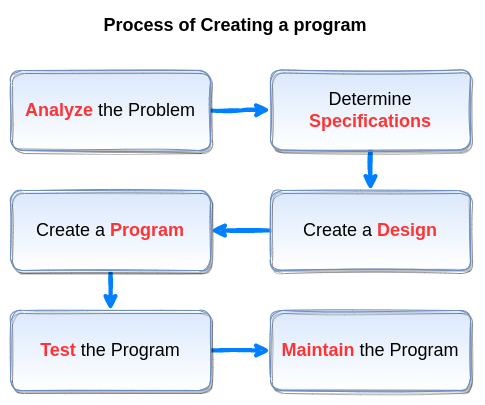 Process of Creating a program
Analyze the Problem
Determine
Specifications
Create a Program
Create a Design
Test the Program
Maintain the Program